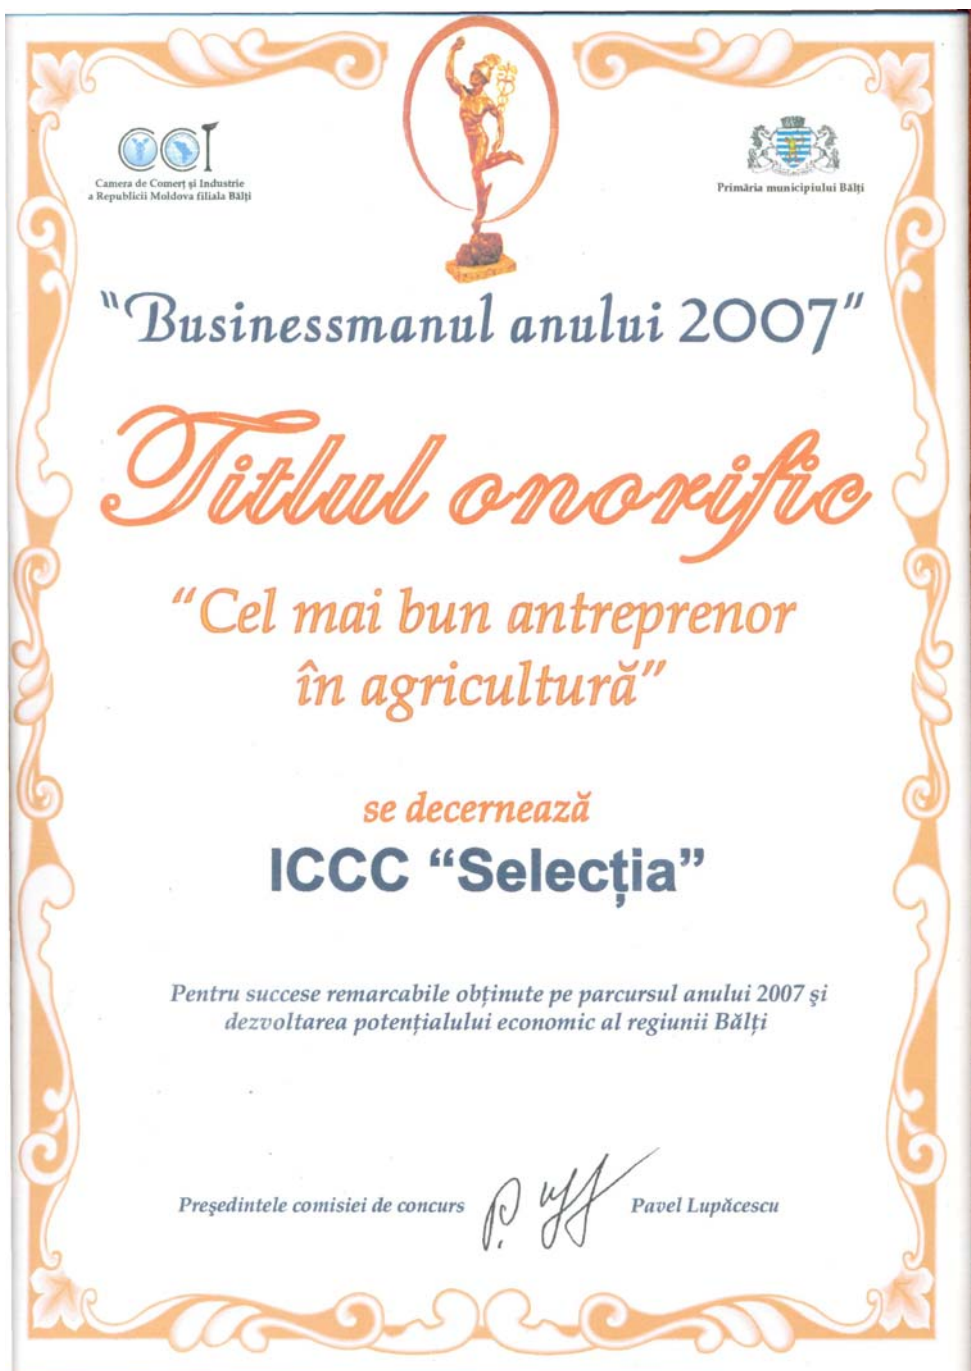 CCI
Camera de Comerţ şi Industrie
a Republicii Moldova filiala Bălţi
Primăria municipiului Bălţi
"Businessmanul anului 2007"
Titlul onorific
"Cel mai bun antreprenor
în agricultură"
se decernează
ICCC “Selecţia”
Pentru succese remarcabile obţinute pe parcursul anului 2007 şi
dezvoltarea potenţialului economic al regiunii Bălţi
Preşedintele comisiei de concurs
Pavel Lupăcescu